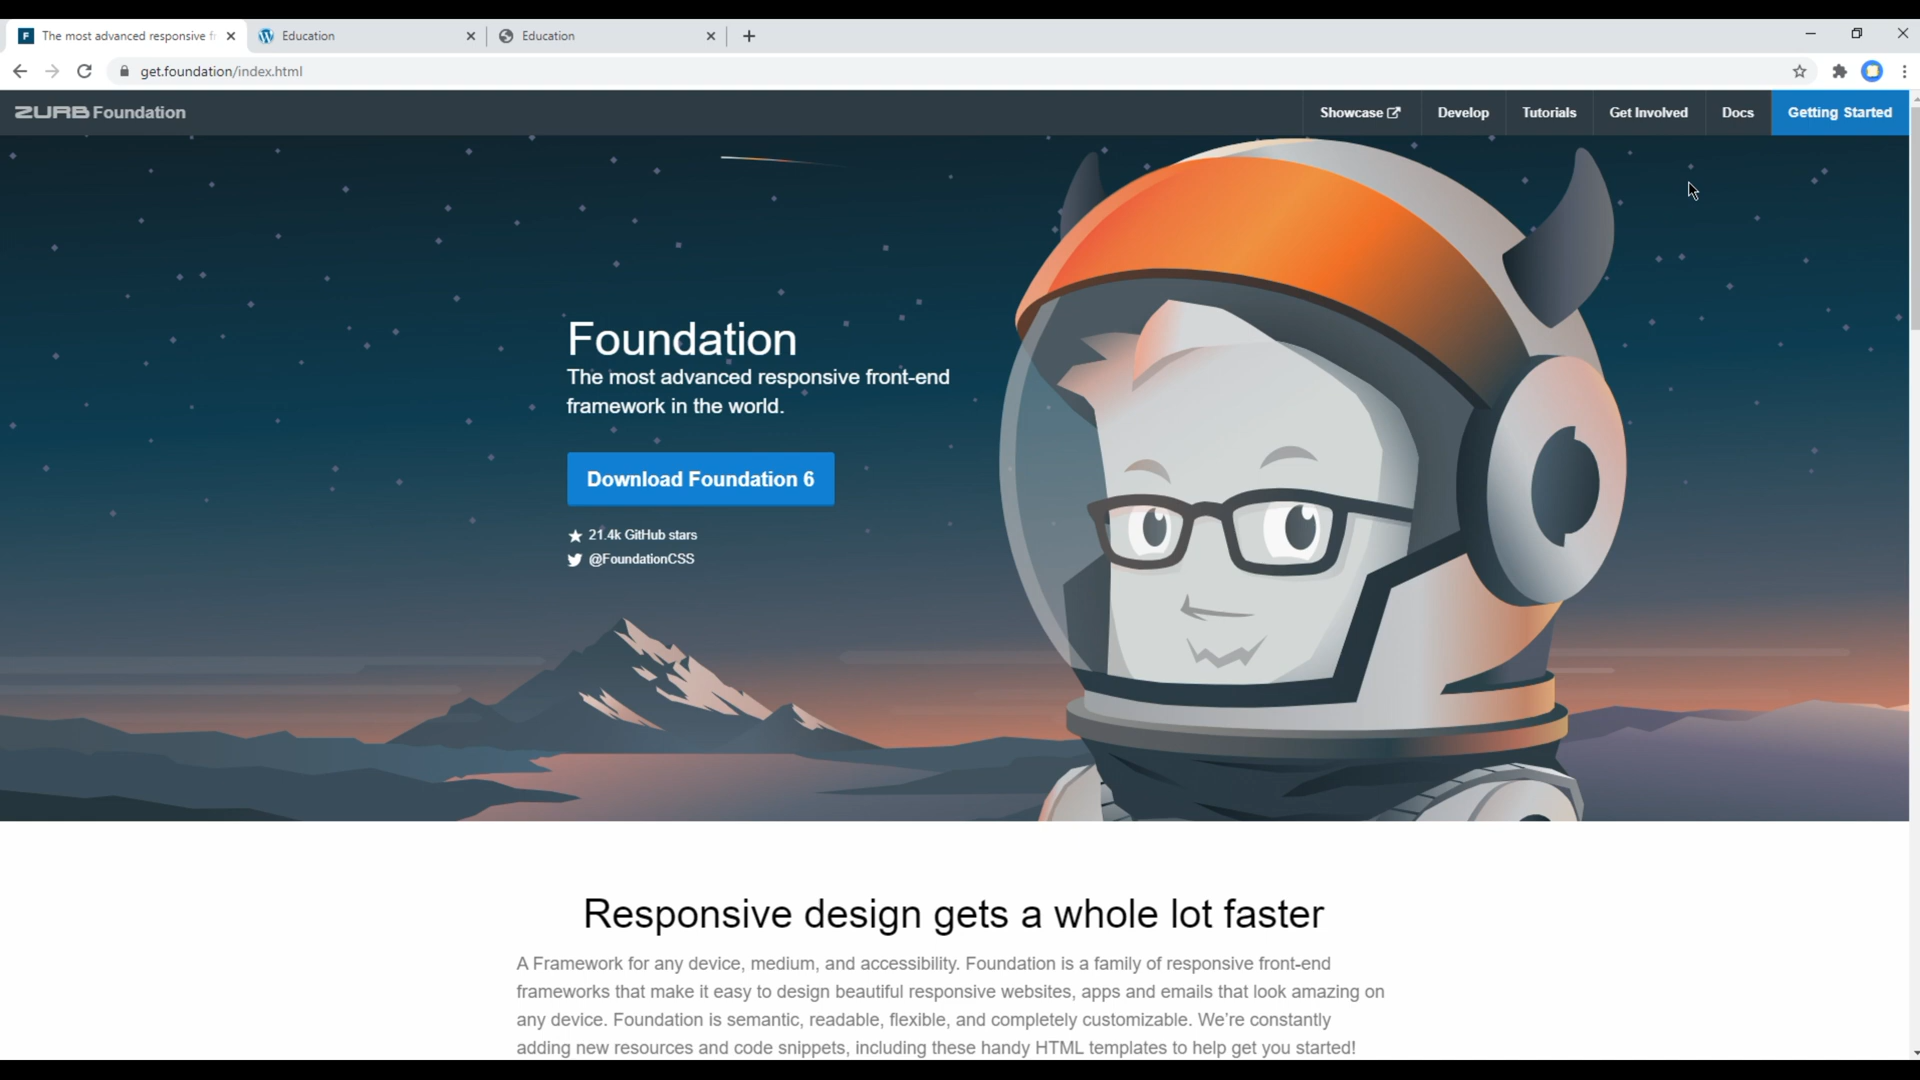 The most advanced responsive f
Education
Education
get.foundation/index.html
ZURB Foundation
Showcase
Develop
Tutorials
Get Involved
Docs
Getting Started
Foundation
The most advanced responsive front-end
framework in the world.
Download Foundation 6
21.4k GitHub stars
@FoundationCSS
Responsive design gets a whole lot faster
A Framework for any device, medium, and accessibility. Foundation is a family of responsive front-end
frameworks that make it easy to design beautiful responsive websites, apps and emails that look amazing on
any device. Foundation is semantic, readable, flexible, and completely customizable. We're constantly
adding new resources and code snippets, including these handy HTML templates to help get you started!